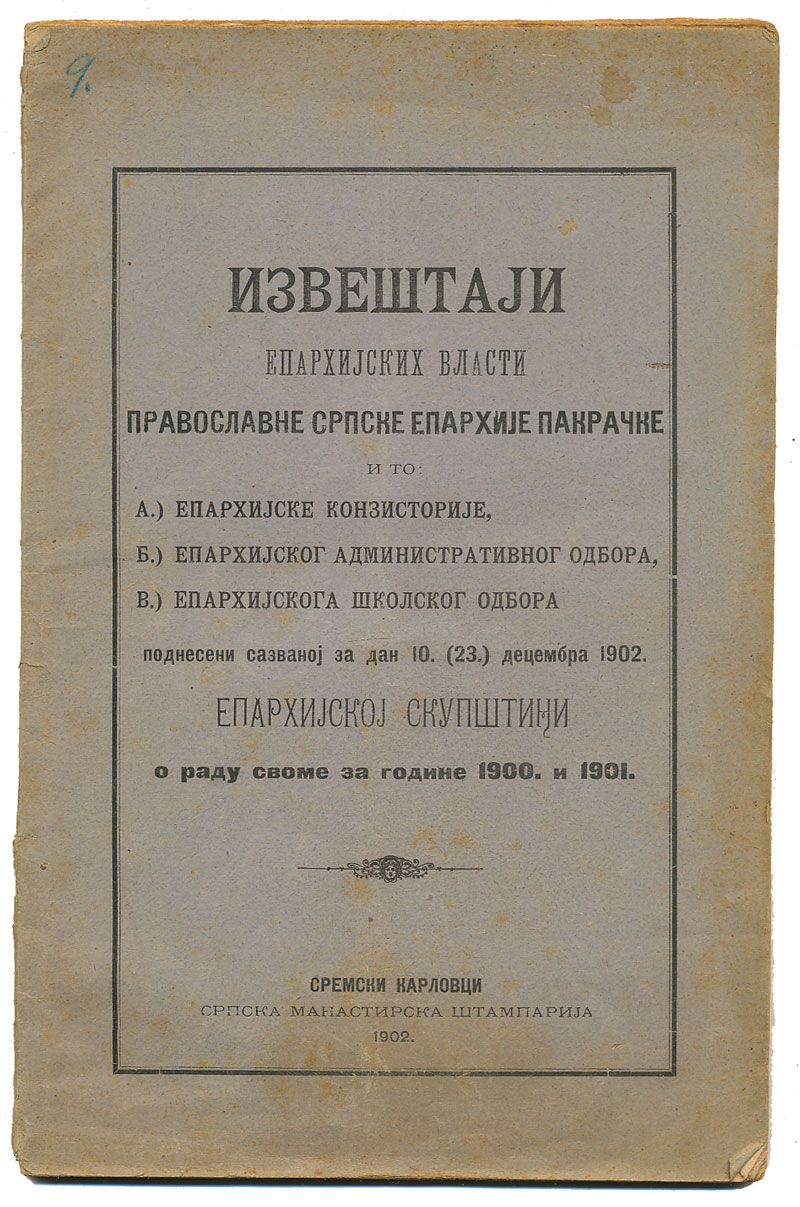 9.
ИЗВЕШТАЈИ
ЕПАРХИЈСКИХ ВЛАСТИ
ПРАВОСЛАВНЕ СРПСКЕ ЕПАРХИЈЕ ПАКРАЧКЕ
И ТО:
А.) ЕПАРХИЈСКЕ КОНЗИСТОРИЈЕ,
Б.) ЕПАРХИЈСКОГ АДМИНИСТРАТИВНОГ ОДБОРА,
В.) ЕПАРХИЈСКОГА ШКОЛСКОГ ОДБОРА
поднесени сазваној за дан 10. (23.) децембра 1902.
ЕПАРХИЈСКОЈ СКУПШТИНИ
о раду своме за године 1900. и 1901.
СРЕМСКИ КАРЛОВЦИ
СРПСКА МАНАСТИРСКА ШТАМПАРИЈА
1902.